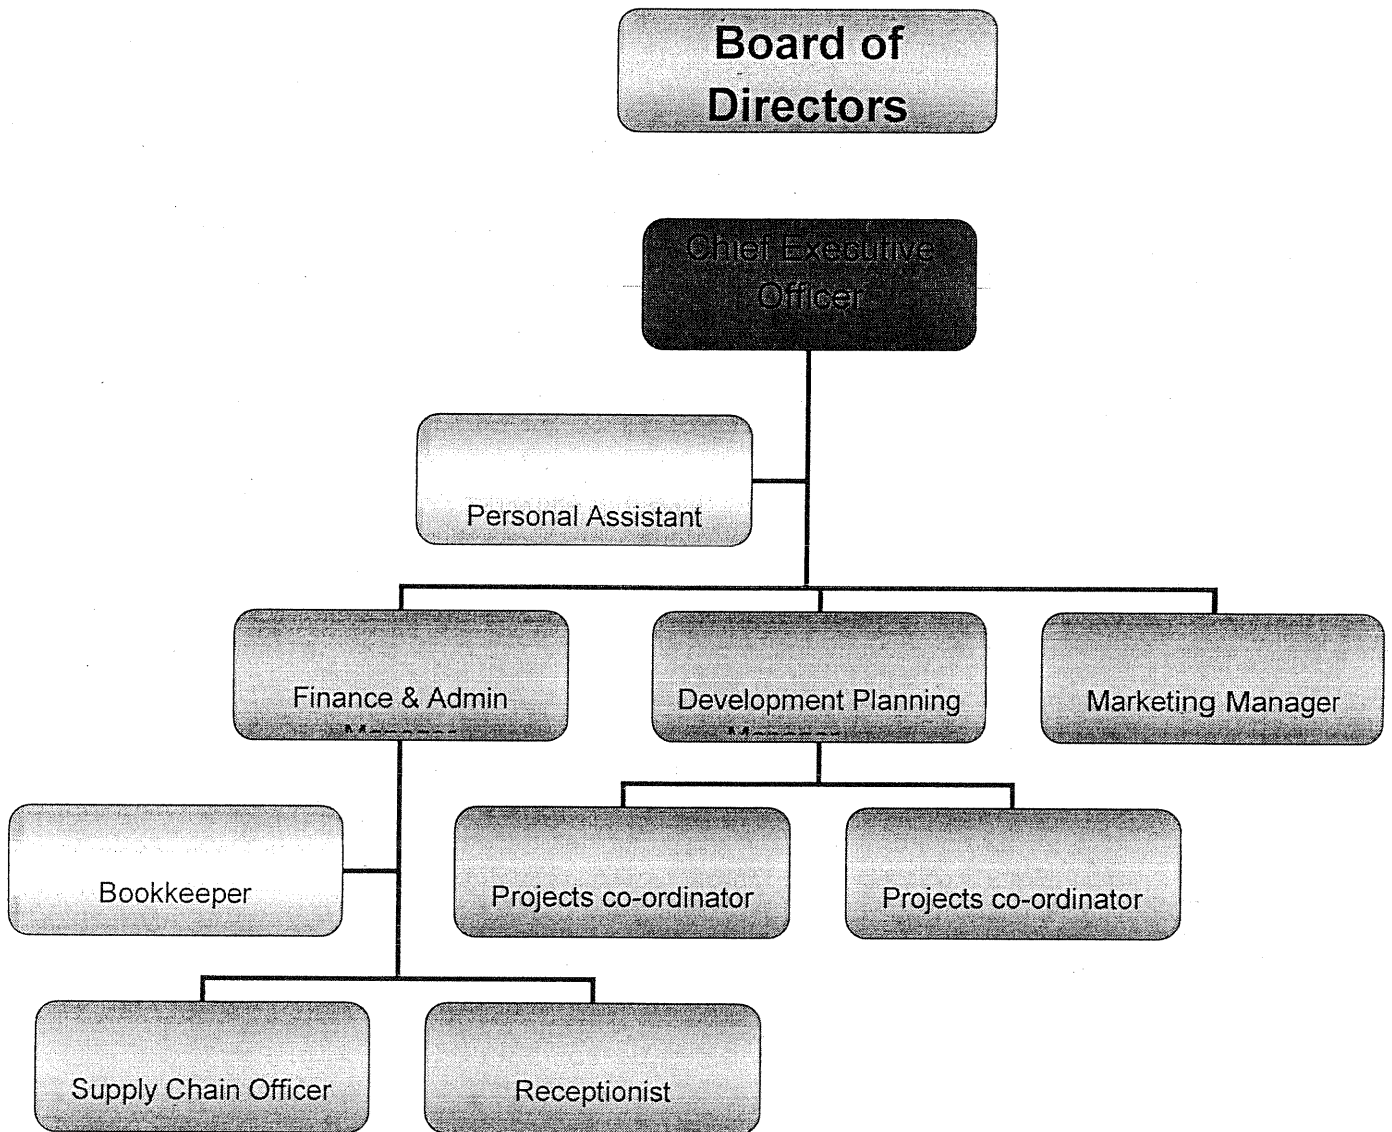 Board of
Directors
Chief Executive
Officer
Personal Assistant
Finance & Admin
Development Planning
Marketing Manager
Bookkeeper
Projects co-ordinator
Projects co-ordinator
Supply Chain Officer
Receptionist